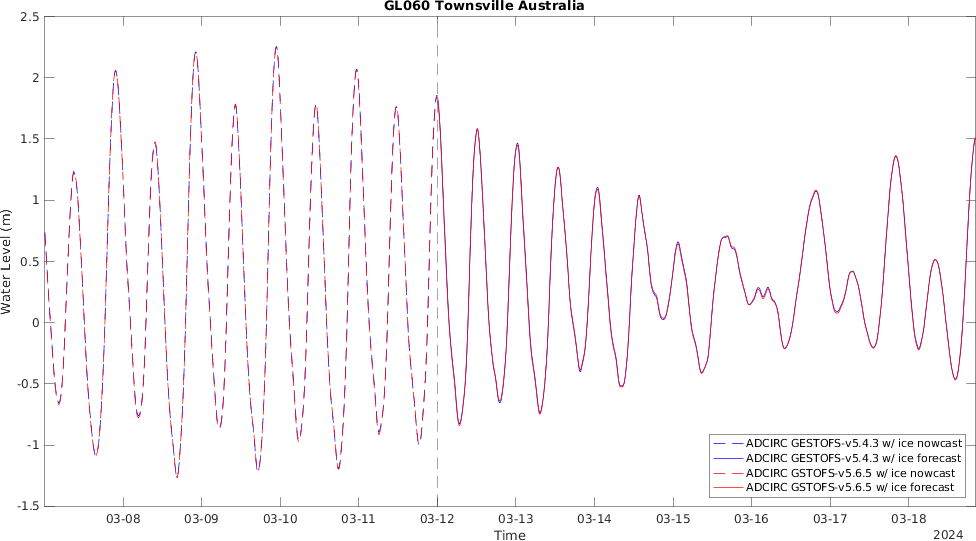 GL060 Townsville Australia
2.5
2
1.5
1
0.5
0
-0.5
-1
-1.5
Water Level (m)
ADCIRC GESTOFS-v5.4.3 w/ ice nowcast
ADCIRC GESTOFS-v5.4.3 w/ ice forecast
ADCIRC GSTOFS-v5.6.5 w/ ice nowcast
ADCIRC GSTOFS-v5.6.5 w/ ice forecast
03-08 03-09 03-10 03-11 03-12 03-13 03-14 03-15 03-16 03-17 03-18
Time
2024